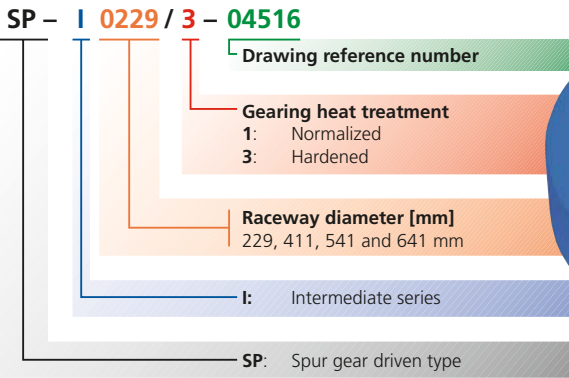 SP – I 0229 / 3 – 04516
Drawing reference number
Gearing heat treatment
1: Normalized
3: Hardened
Raceway diameter [mm]
229, 411, 541 and 641 mm
I: Intermediate series
SP: Spur gear driven type